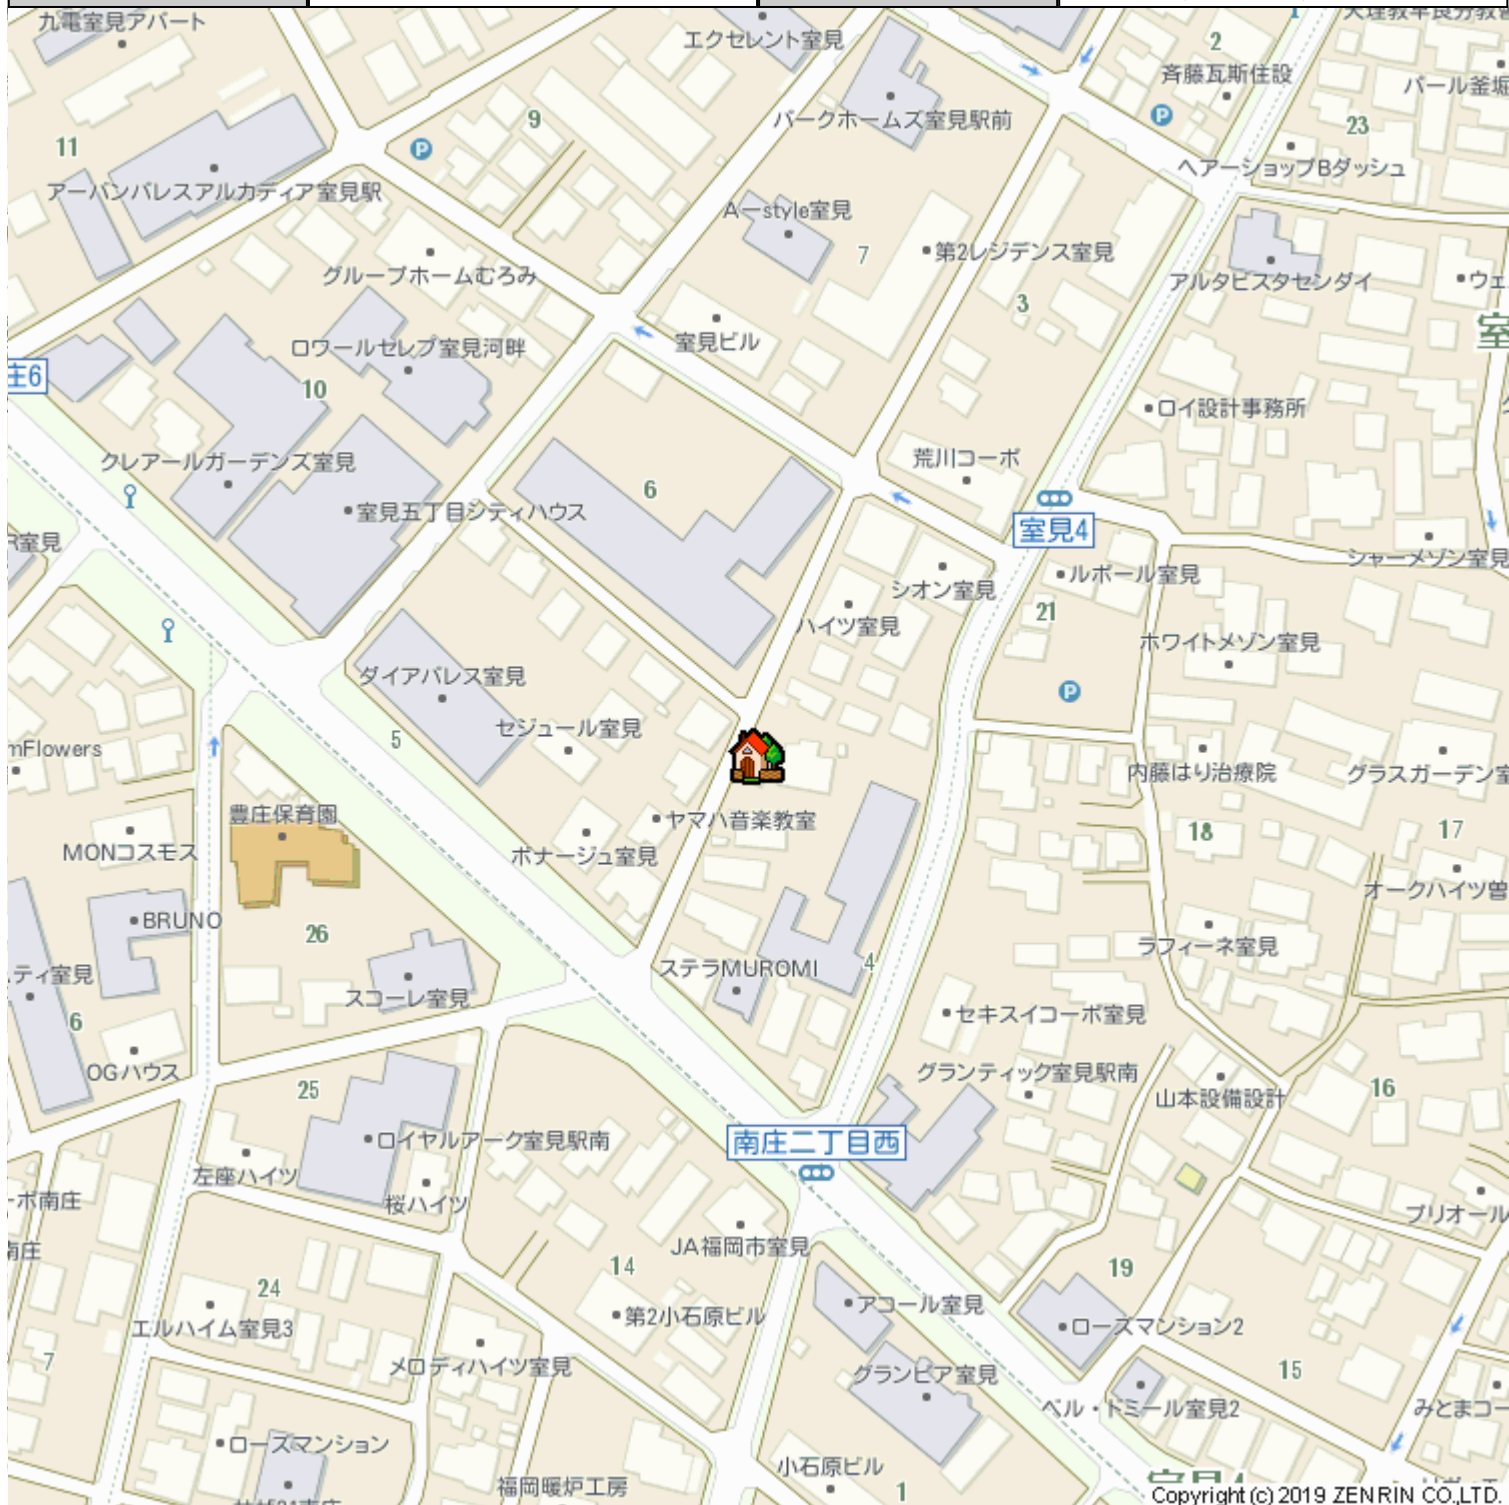 九電室見アパート
エクセレント室見
2
斉藤瓦斯住設
パール釜堀
パークホームズ室見駅前
9
23
11
ヘアーショップBダッシュ
アーバンパレスアルカディア室見駅
A-style室見
7
第2レジデンス室見
グループホームむろみ
アルタビスタセンダイ
ウェ
3
室
室見ビル
ロワールセレブ室見河畔
庄6
10
ロイ設計事務所
クレアールガーデンズ室見
荒川コーポ
6
室見五丁目シティハウス
室見4
R室見
シャーメゾン室見
シオン室見
ルポール室見
21
ハイツ室見
ホワイトメゾン室見
ダイアパレス室見
セジュール室見
5
mFlowers
内藤はり治療院
グラスガーデン室
豊庄保育園
ヤマハ音楽教室
18
17
MONコスモス
ボナージュ室見
オークハイツ曽
BRUNO
26
ラフィーネ室見
ティ室見
ステラMUROMI
4
スコーレ室見
セキスイコーポ室見
6
OGハウス
グランティック室見駅南
25
16
山本設備設計
ロイヤルアーク室見駅南
南庄二丁目西
左座ハイツ
桜ハイツ
ーポ南庄
ブリオール
南庄
JA福岡市室見
14
19
24
アコール室見
第2小石原ビル
エルハイム室見3
ローズマンション2
メロディハイツ室見
7
グランピア室見
15
ベル・ドミール室見2
みとまコー
ローズマンション
小石原ビル
福岡暖炉工房
1
室見4
Copyright (c) 2019 ZENRIN CO.,LTD